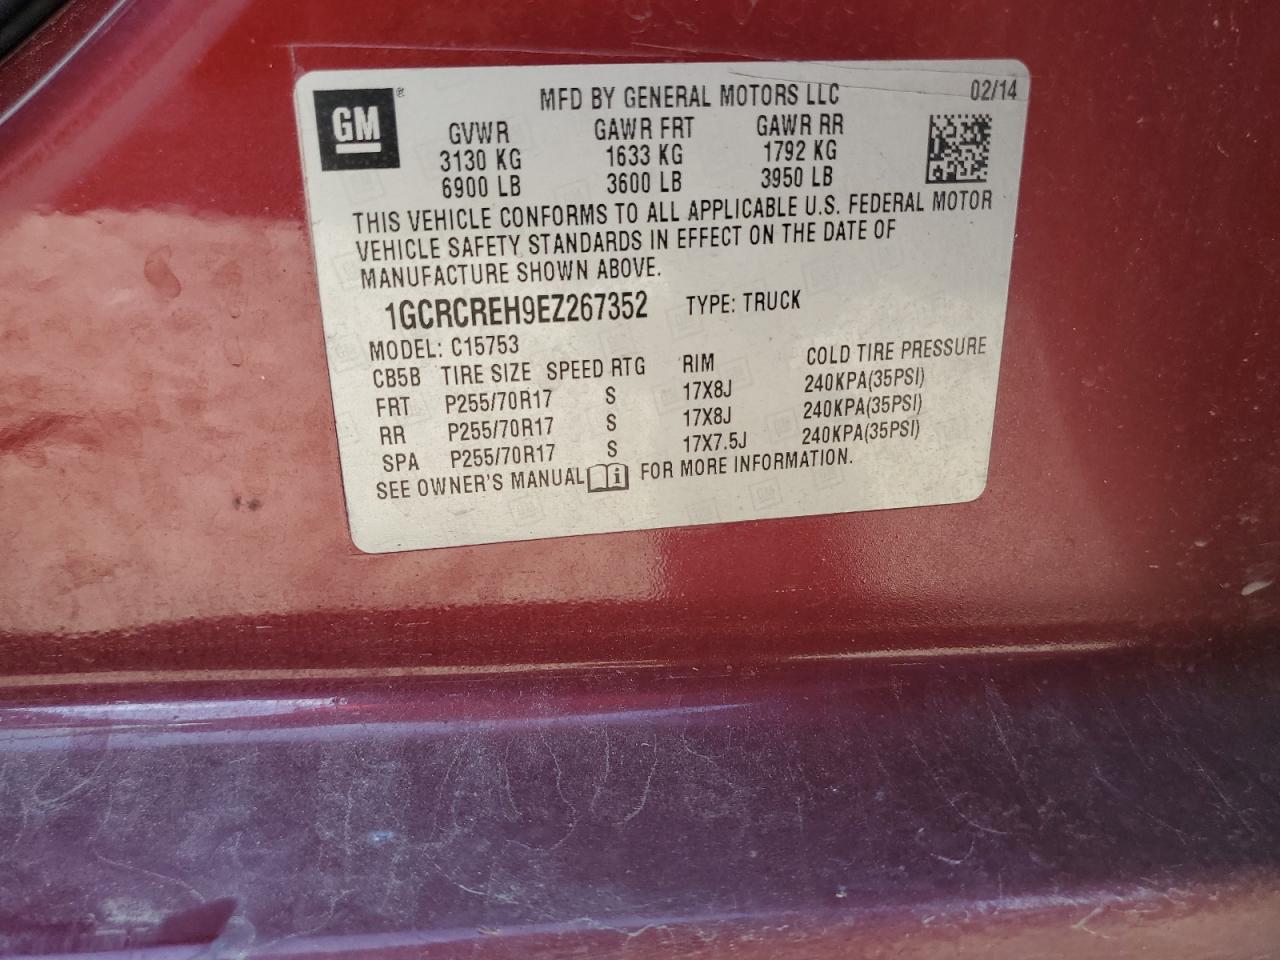 GM ® MFD BY GENERAL MOTORS LLC 02/14
GVWR GAWR FRT GAWR RR
3130 KG 1633 KG 1792 KG
6900 LB 3600 LB 3950 LB
THIS VEHICLE CONFORMS TO ALL APPLICABLE U.S. FEDERAL MOTOR
VEHICLE SAFETY STANDARDS IN EFFECT ON THE DATE OF
MANUFACTURE SHOWN ABOVE.
1GCRCREH9EZ267352 TYPE: TRUCK
MODEL: C15753
CB5B TIRE SIZE SPEED RTG RIM COLD TIRE PRESSURE
FRT P255/70R17 S 17X8J 240KPA(35PSI)
RR P255/70R17 S 17X8J 240KPA(35PSI)
SPA P255/70R17 S 17X7.5J 240KPA(35PSI)
SEE OWNER'S MANUAL i FOR MORE INFORMATION.